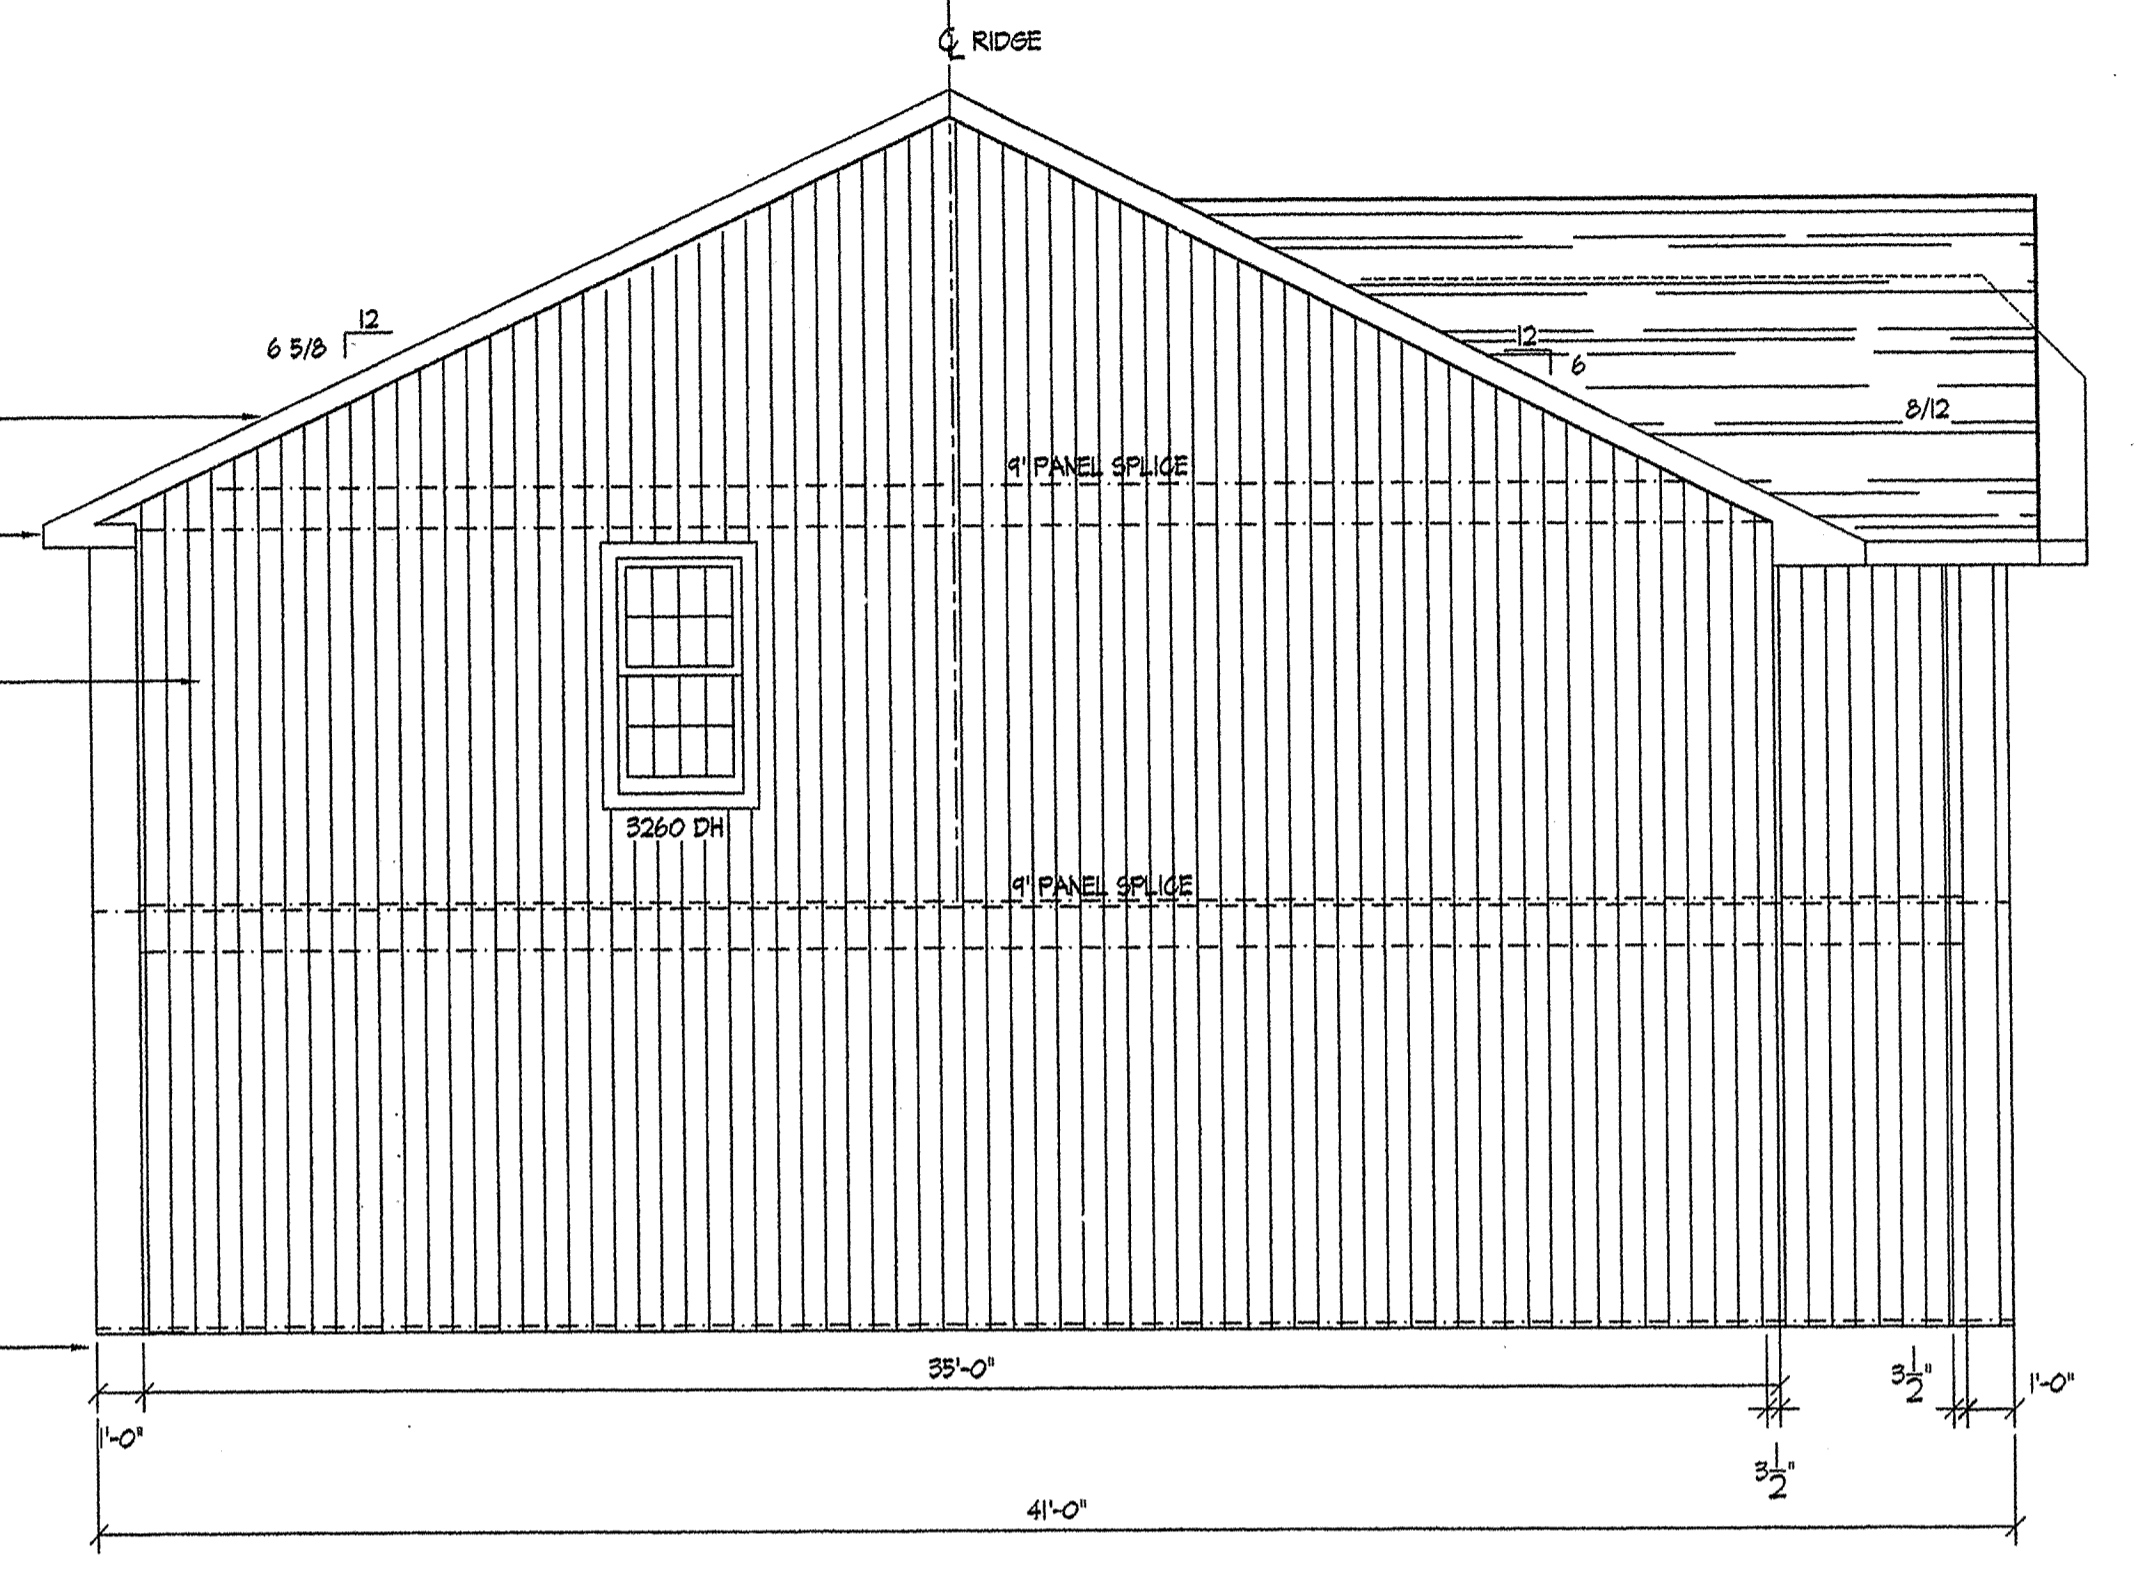 ℄ RIDGE
12
6 5/8
12
6
8/12
9' PANEL SPLICE
3260 DH
9' PANEL SPLICE
35'-0"
3 1/2"
1'-0"
1'-0"
3 1/2"
41'-0"